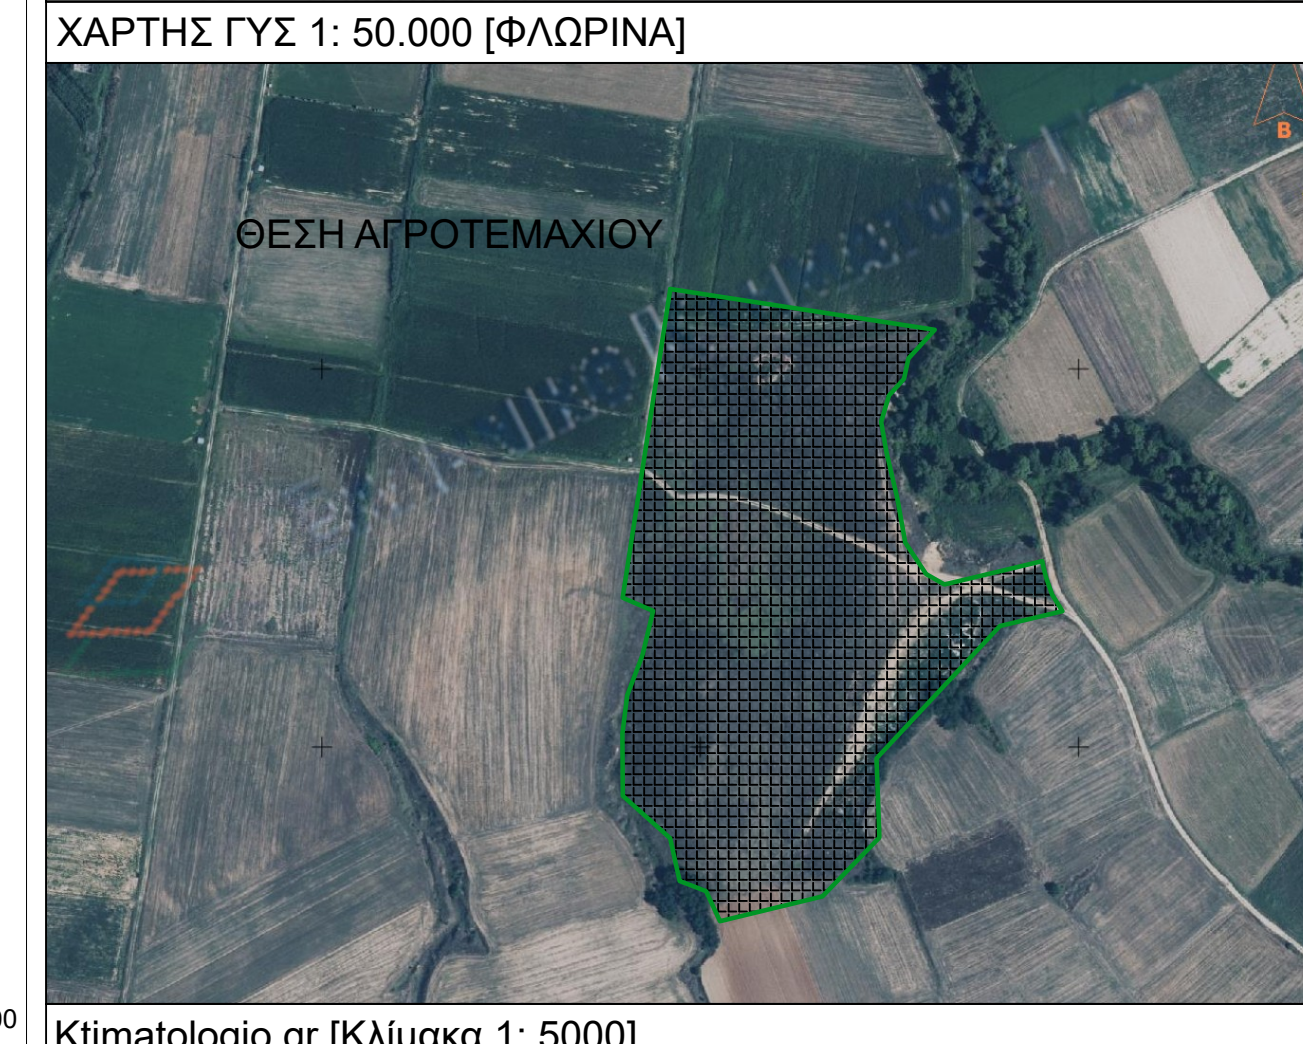 ΧΑΡΤΗΣ ΓΥΣ 1: 50.000 [ΦΛΩΡΙΝΑ]
Β
ΘΕΣΗ ΑΓΡΟΤΕΜΑΧΙΟΥ
Ktimatologio.gr [Κλίμακα 1: 5000]